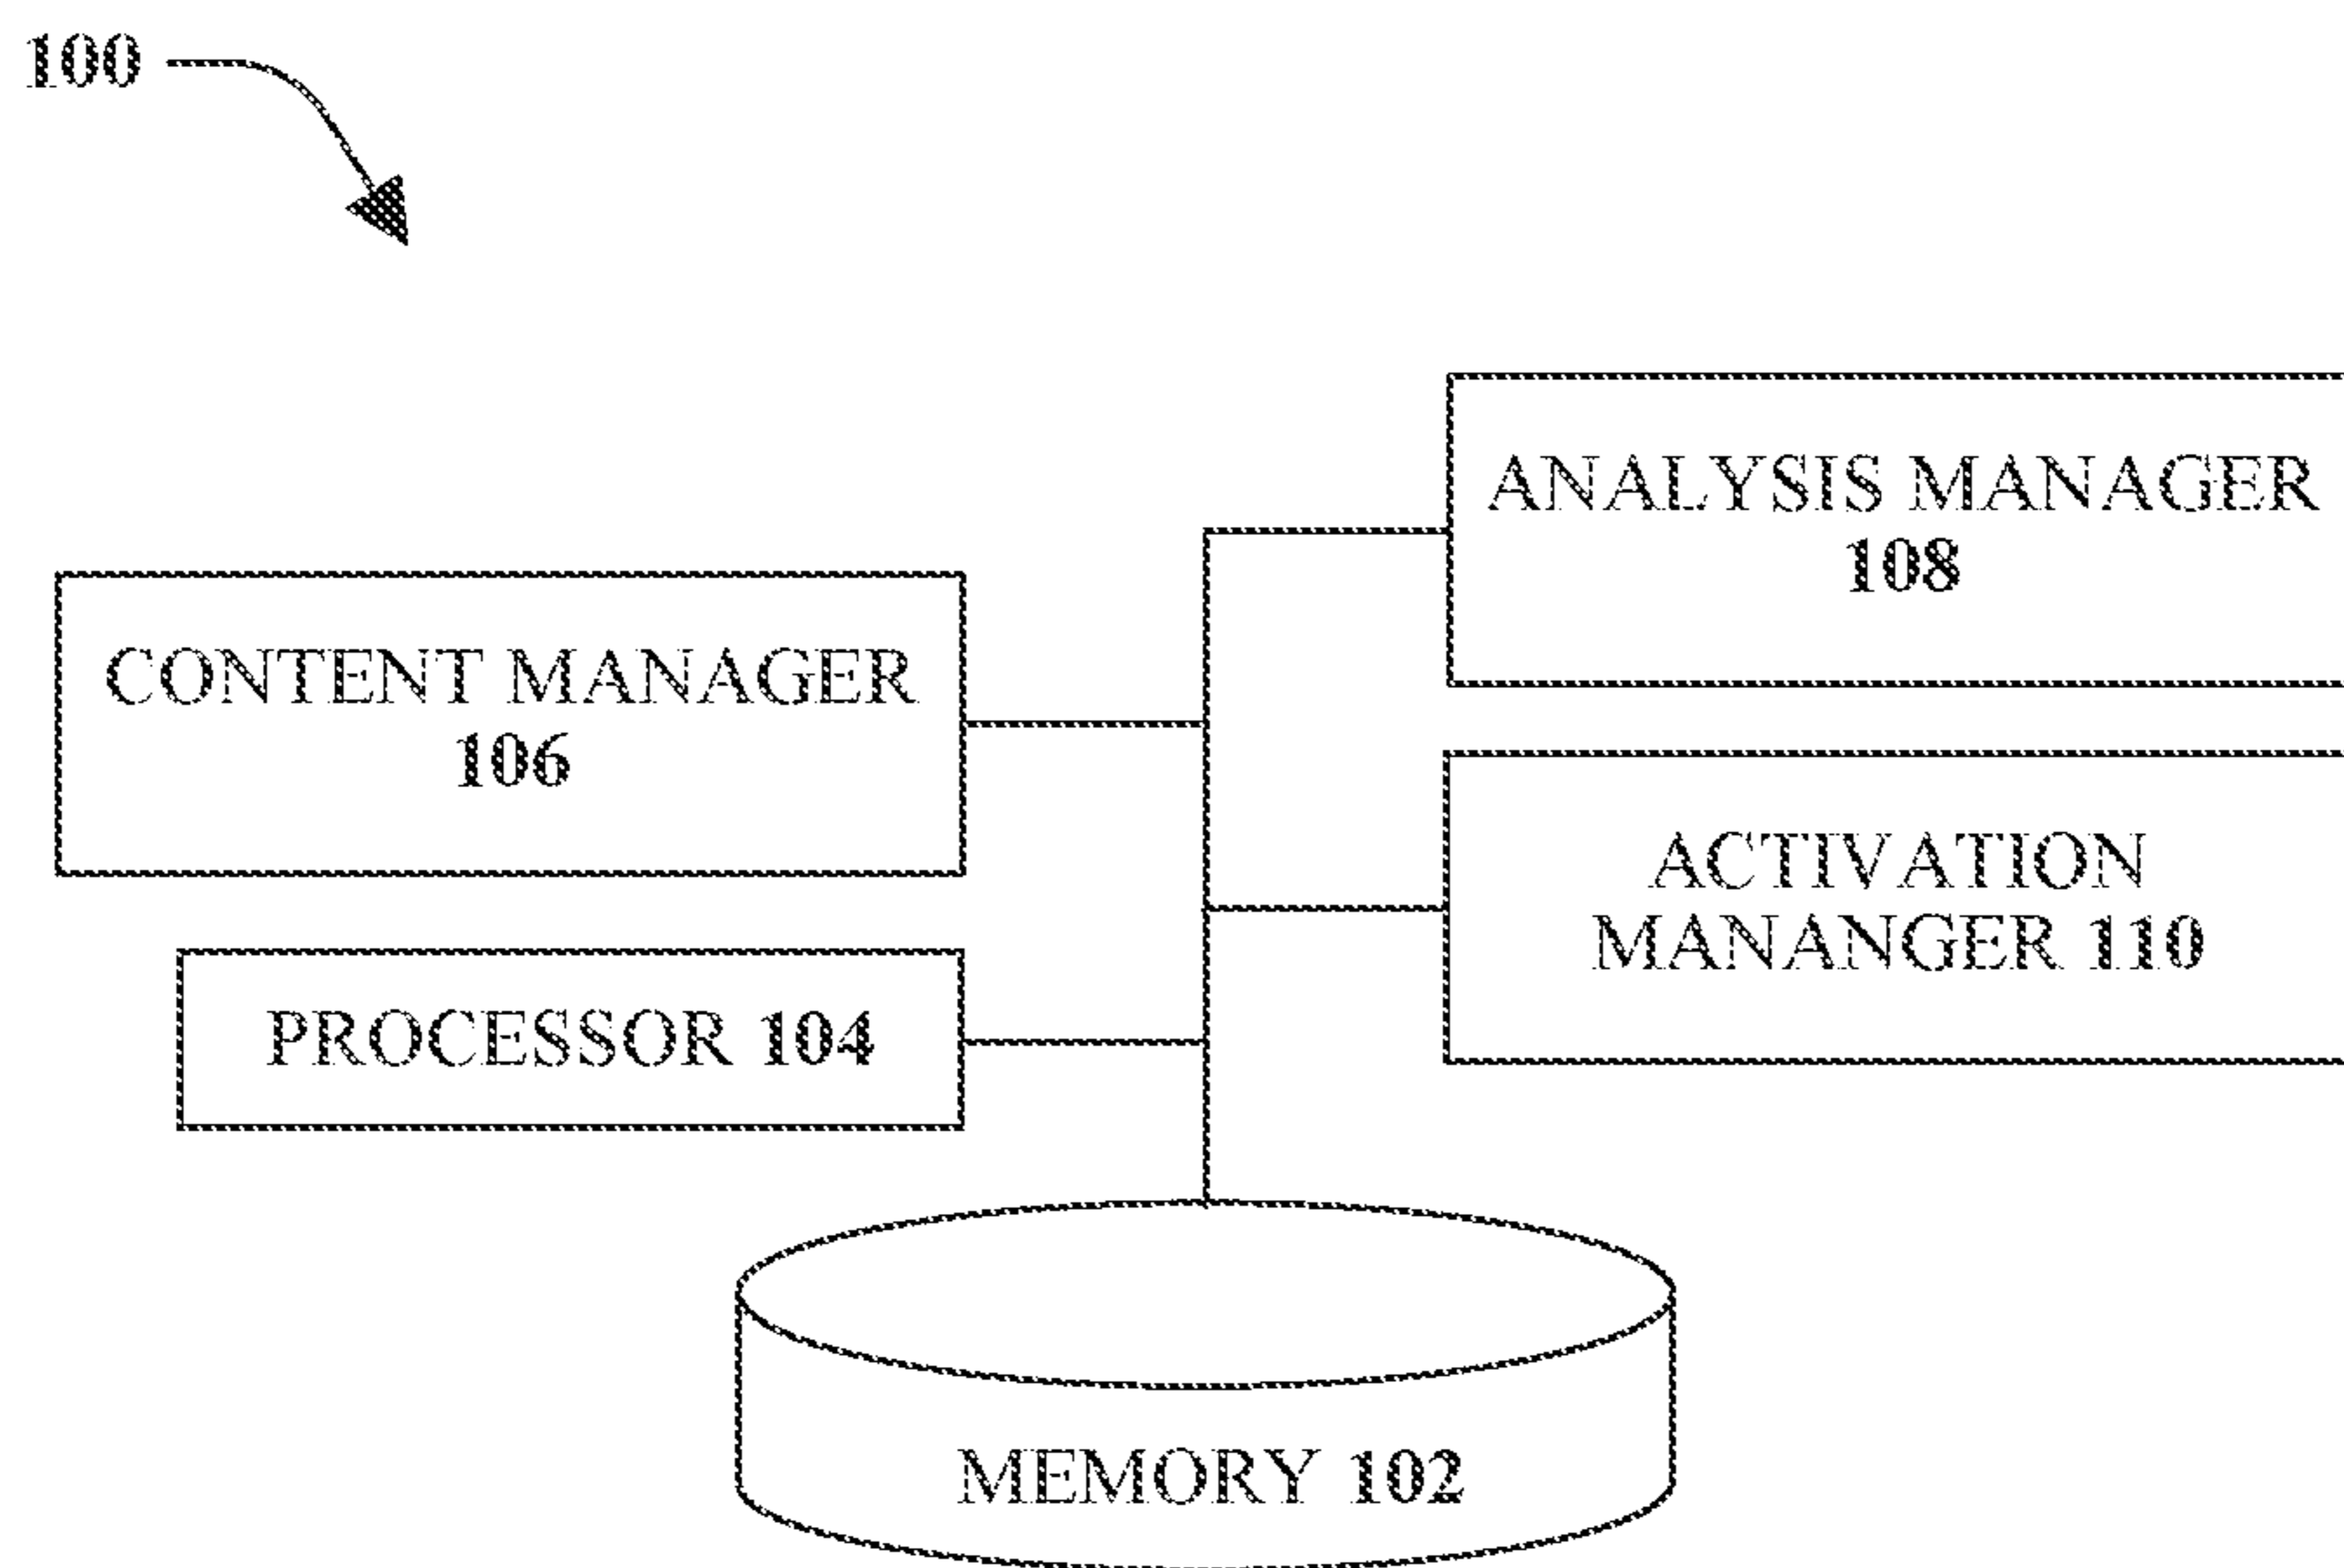 100
ANALYSIS MANAGER
108
CONTENT MANAGER
106
ACTIVATION
MANANGER 110
PROCESSOR 104
MEMORY 102